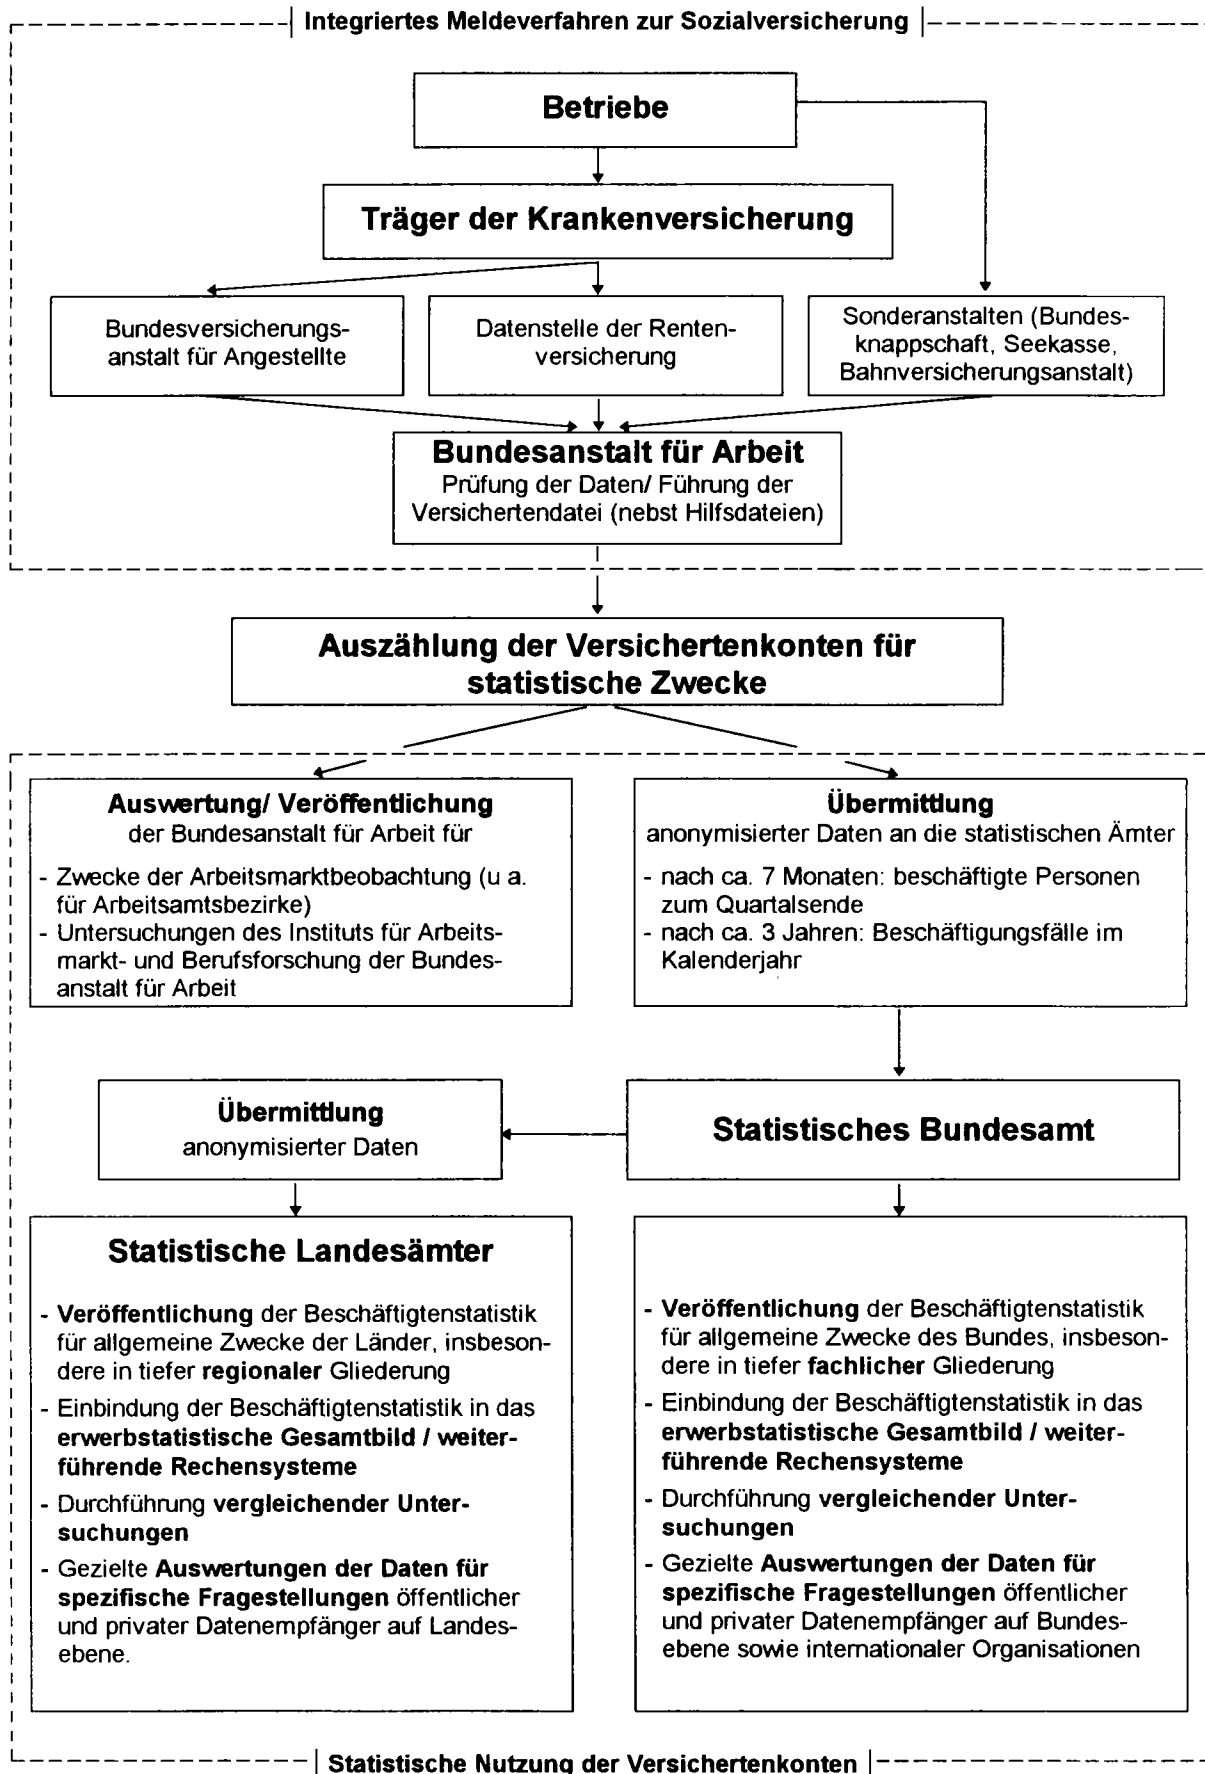 Integriertes Meldeverfahren zur Sozialversicherung
Betriebe
Träger der Krankenversicherung
Bundesversicherungs-
anstalt für Angestellte
Datenstelle der Renten-
versicherung
Sonderanstalten (Bundes-
knappschaft, Seekasse,
Bahnversicherungsanstalt)
Bundesanstalt für Arbeit
Prüfung der Daten/ Führung der
Versichertendatei (nebst Hilfsdateien)
Auszählung der Versichertenkonten für
statistische Zwecke
Auswertung/ Veröffentlichung
der Bundesanstalt für Arbeit für
- Zwecke der Arbeitsmarktbeobachtung (u a.
für Arbeitsamtsbezirke)
- Untersuchungen des Instituts für Arbeits-
markt- und Berufsforschung der Bundes-
anstalt für Arbeit
Übermittlung
anonymisierter Daten an die statistischen Ämter
- nach ca. 7 Monaten: beschäftigte Personen
zum Quartalsende
- nach ca. 3 Jahren: Beschäftigungsfälle im
Kalenderjahr
Übermittlung
anonymisierter Daten
Statistisches Bundesamt
Statistische Landesämter
- Veröffentlichung der Beschäftigtenstatistik
für allgemeine Zwecke der Länder, insbeson-
dere in tiefer regionaler Gliederung
- Einbindung der Beschäftigtenstatistik in das
erwerbstatistische Gesamtbild / weiter-
führende Rechensysteme
- Durchführung vergleichender Unter-
suchungen
- Gezielte Auswertungen der Daten für
spezifische Fragestellungen öffentlicher
und privater Datenempfänger auf Landes-
ebene.
- Veröffentlichung der Beschäftigtenstatistik
für allgemeine Zwecke des Bundes, insbeson-
dere in tiefer fachlicher Gliederung
- Einbindung der Beschäftigtenstatistik in das
erwerbstatistische Gesamtbild / weiter-
führende Rechensysteme
- Durchführung vergleichender Unter-
suchungen
- Gezielte Auswertungen der Daten für
spezifische Fragestellungen öffentlicher
und privater Datenempfänger auf Bundes-
ebene sowie internationaler Organisationen
Statistische Nutzung der Versichertenkonten